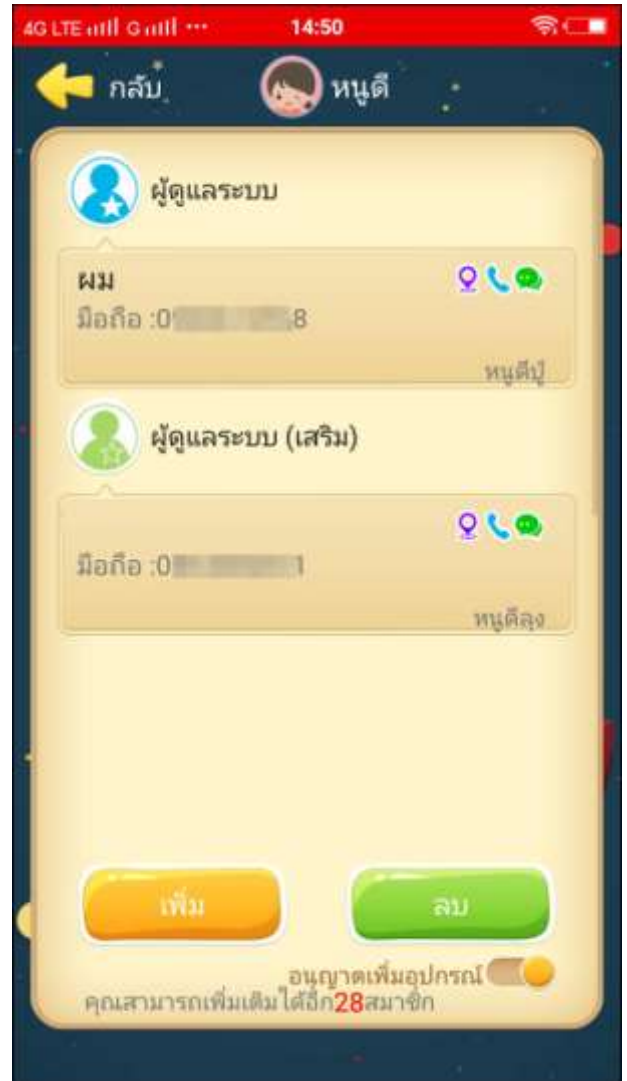 4G LTE G ••• 14:50
กลับ หนูดี
ผู้ดูแลระบบ
ผม
มือถือ :0 8
หนูดีปู่
ผู้ดูแลระบบ (เสริม)
มือถือ :0 1
หนูดีลุง
เพิ่ม ลบ
อนุญาตเพิ่มอุปกรณ์
คุณสามารถเพิ่มเติมได้อีก28สมาชิก